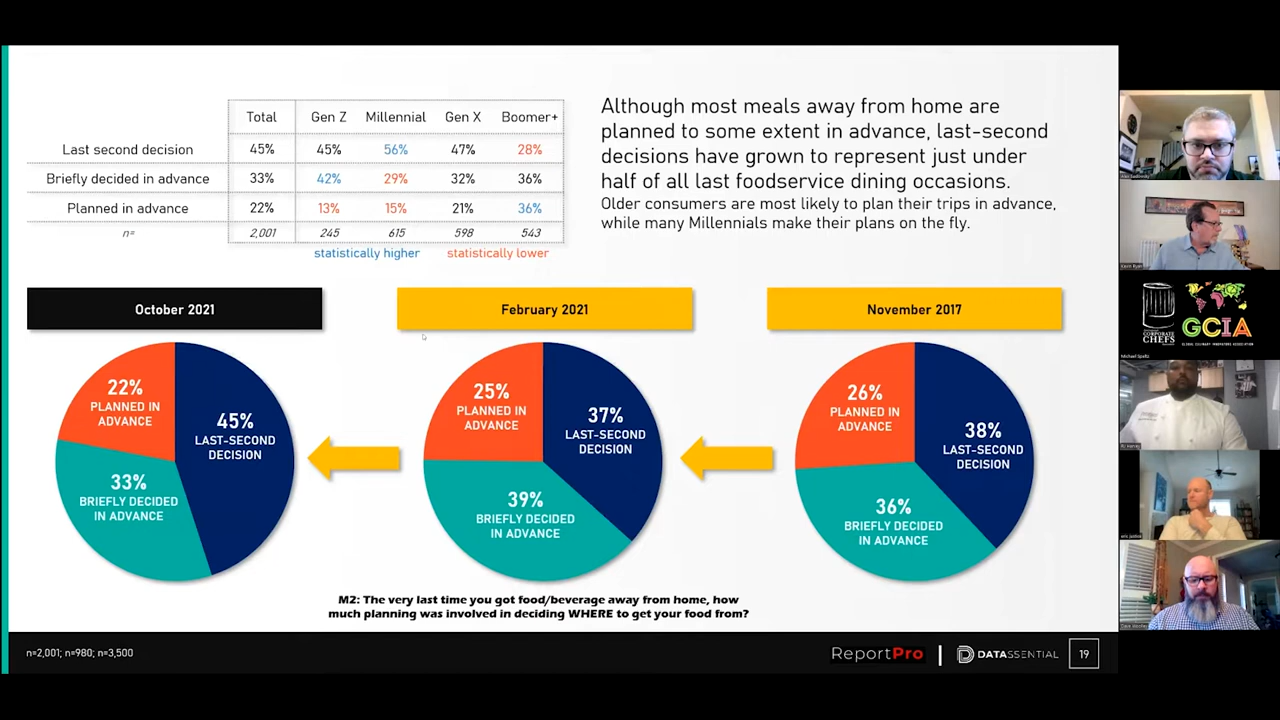 Total Gen Z Millennial Gen X Boomer+
Last second decision 45% 45% 56% 47% 28%
Briefly decided in advance 33% 42% 29% 32% 36%
Planned in advance 22% 13% 15% 21% 36%
n= 2,001 245 615 598 543
statistically higher statistically lower
Although most meals away from home are
planned to some extent in advance, last-second
decisions have grown to represent just under
half of all last foodservice dining occasions.
Older consumers are most likely to plan their trips in advance,
while many Millennials make their plans on the fly.
October 2021
22%
PLANNED IN
ADVANCE
45%
LAST-SECOND
DECISION
33%
BRIEFLY DECIDED
IN ADVANCE
February 2021
25%
PLANNED IN
ADVANCE
37%
LAST-SECOND
DECISION
39%
BRIEFLY DECIDED
IN ADVANCE
November 2017
26%
PLANNED IN
ADVANCE
38%
LAST-SECOND
DECISION
36%
BRIEFLY DECIDED
IN ADVANCE
M2: The very last time you got food/beverage away from home, how
much planning was involved in deciding WHERE to get your food from?
n=2,001; n=980; n=3,500
ReportPro | DATASSENTIAL 19
Kevin Ryan
CORPORATE
CHEFS
GCIA
GLOBAL CULINARY INNOVATORS ASSOCIATION
Michael Spaltz